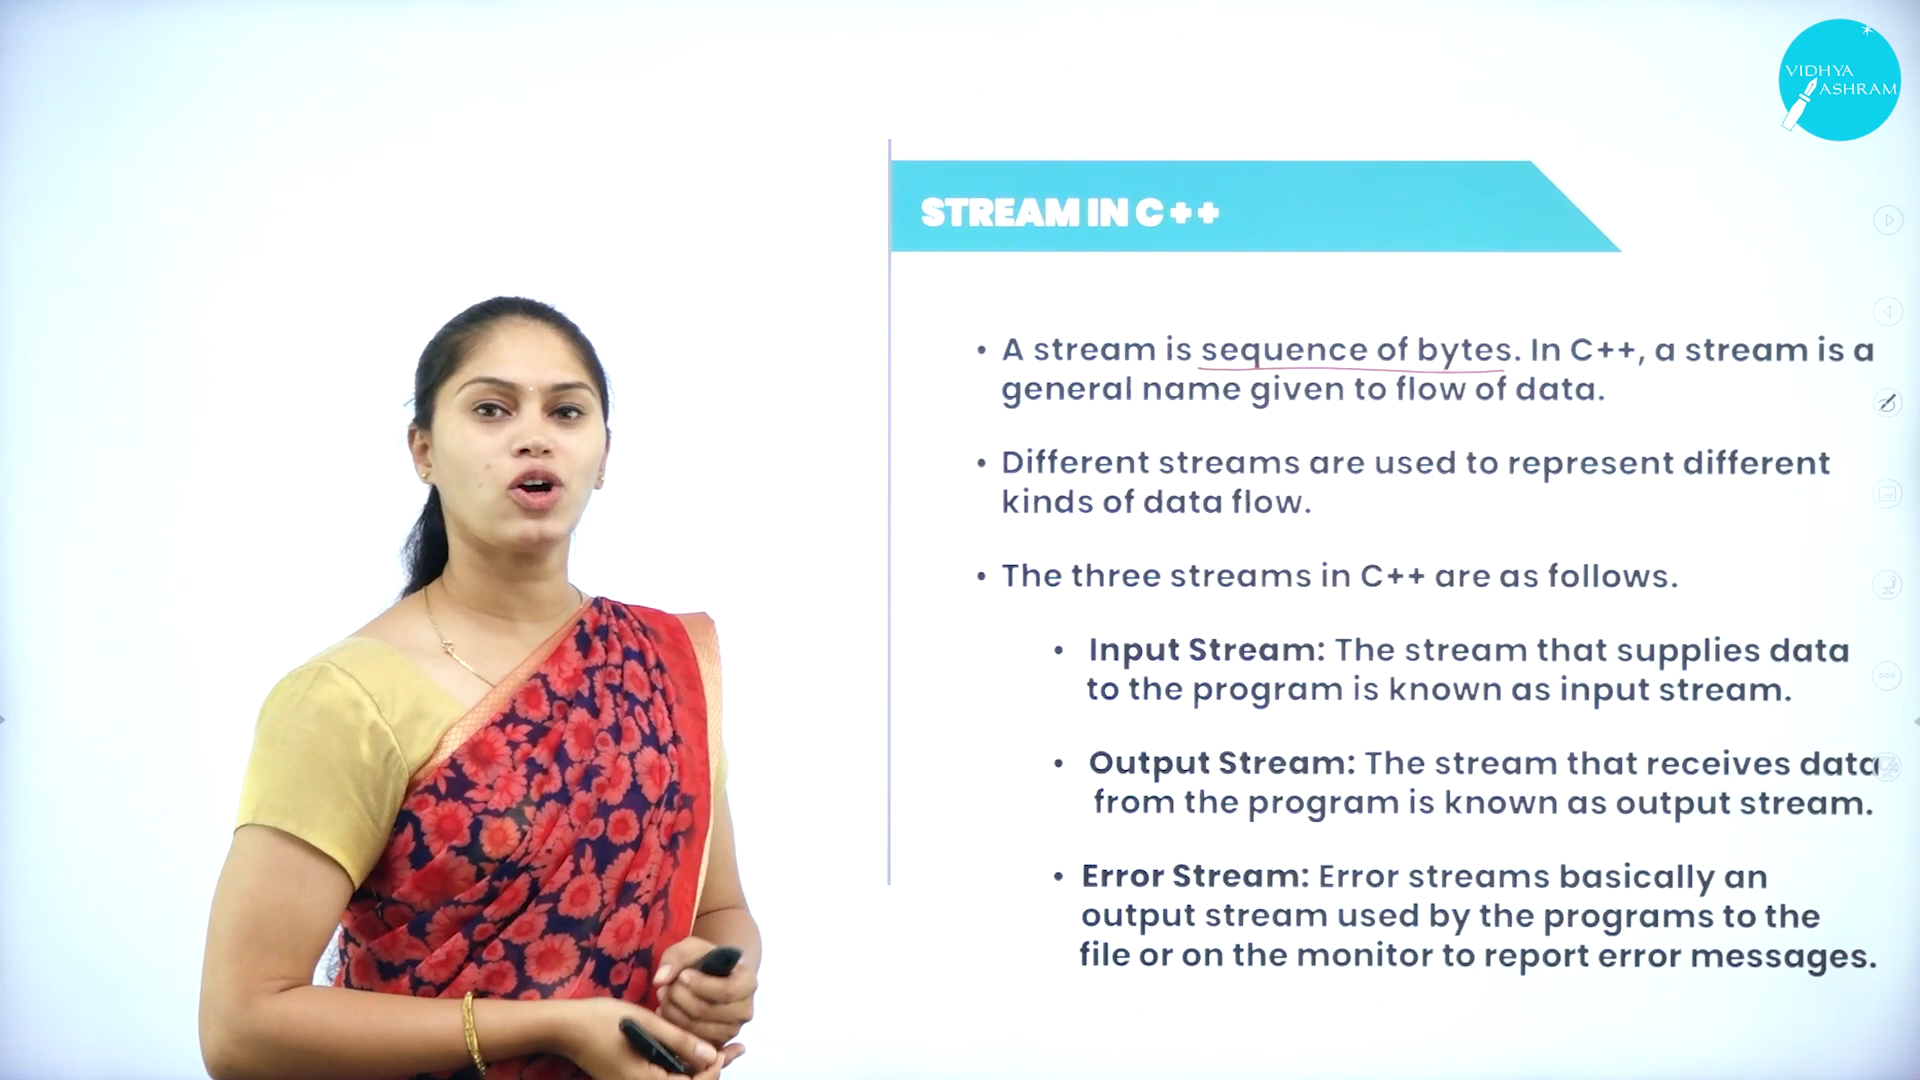 VIDHYA
ASHRAM
STREAM IN C++
• A stream is sequence of bytes. In C++, a stream is a
general name given to flow of data.
• Different streams are used to represent different
kinds of data flow.
• The three streams in C++ are as follows.
• Input Stream: The stream that supplies data
to the program is known as input stream.
• Output Stream: The stream that receives data
from the program is known as output stream.
• Error Stream: Error streams basically an
output stream used by the programs to the
file or on the monitor to report error messages.